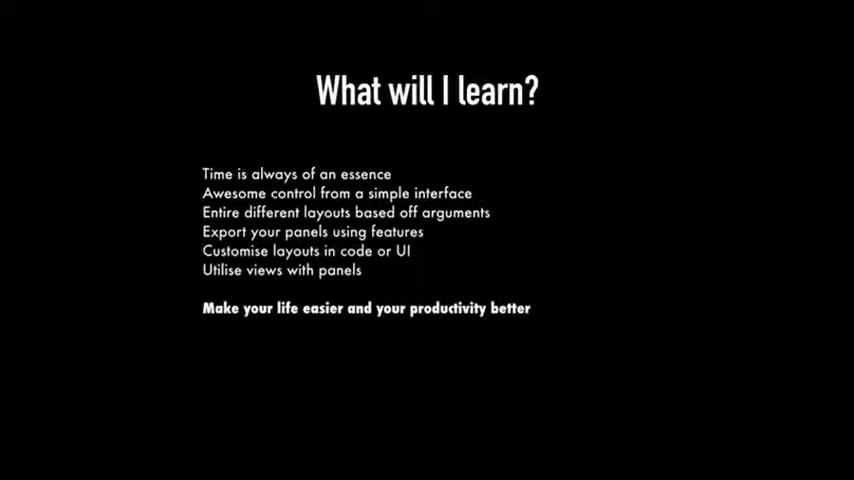 What will I learn?
Time is always of an essence
Awesome control from a simple interface
Entire different layouts based off arguments
Export your panels using features
Customise layouts in code or UI
Utilise views with panels
Make your life easier and your productivity better